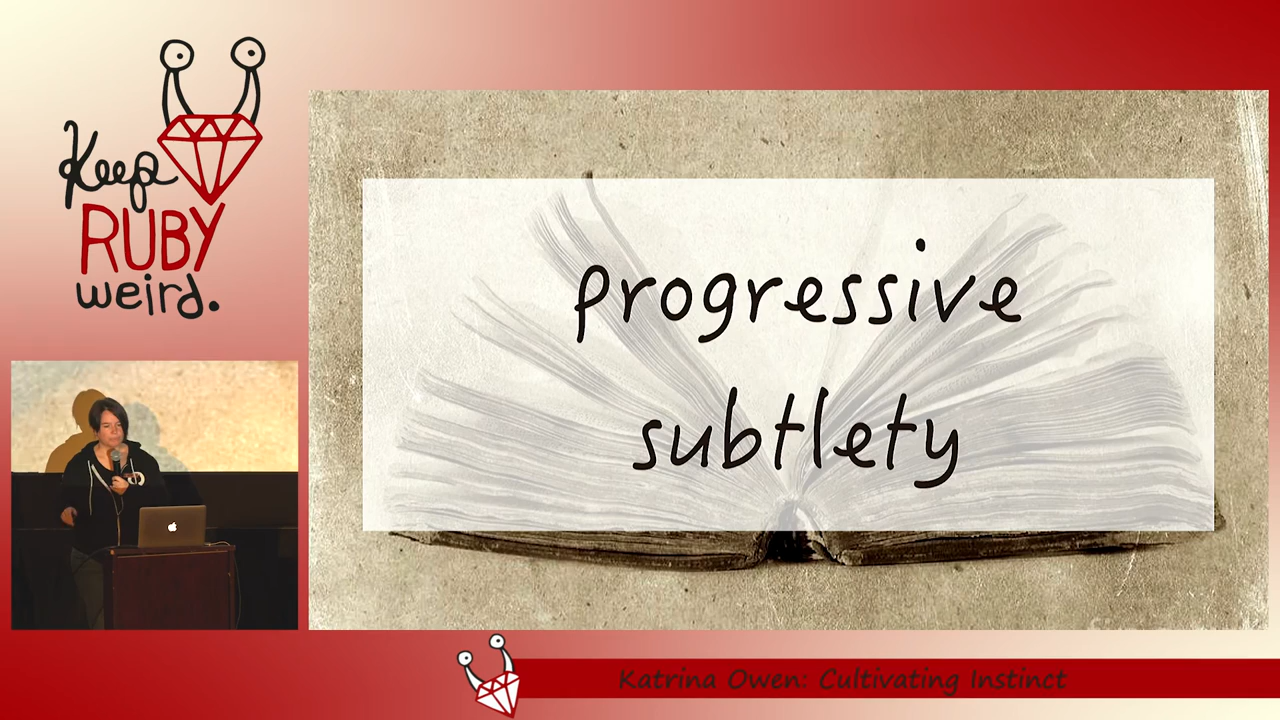 Keep
RUBY
weird.
progressive
subtlety
Katrina Owen: Cultivating Instinct